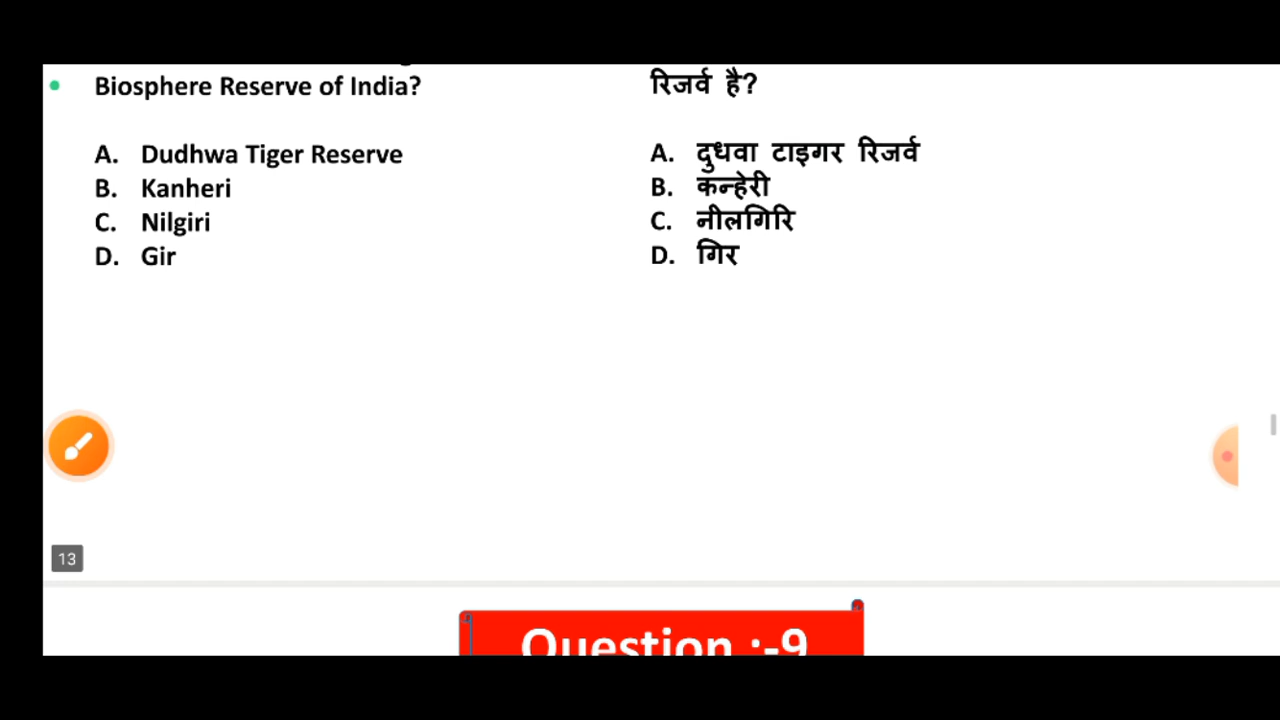 Biosphere Reserve of India?
A. Dudhwa Tiger Reserve
B. Kanheri
C. Nilgiri
D. Gir
रिजर्व है?
A. दुधवा टाइगर रिजर्व
B. कन्हेरी
C. नीलगिरि
D. गिर
13
Question :-9